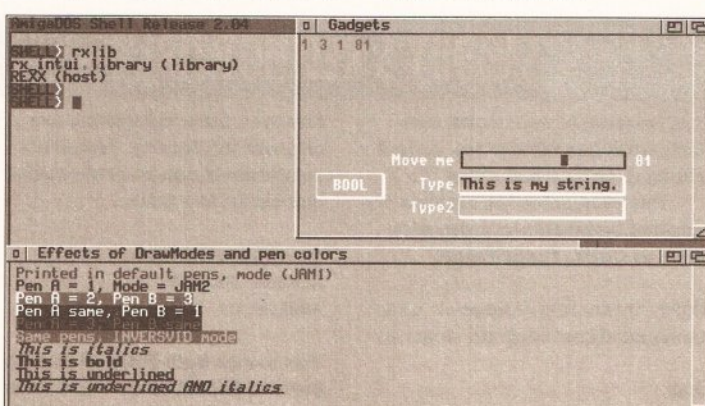 AmigaDOS Shell Release 2.04
SHELL> rxlib
rx_intui.library (library)
REXX (host)
SHELL>
SHELL>
Gadgets
1 3 1 81
Move me 81
BOOL Type This is my string.
Type2
Effects of DrawModes and pen colors
Printed in default pens, mode (JAM1)
Pen A = 1, Mode = JAM2
Pen A = 2, Pen B = 3
Pen A same, Pen B = 1
Pen A = 3, Pen B same
Same pens, INVERSVID mode
This is italics
This is bold
This is underlined
This is underlined AND italics